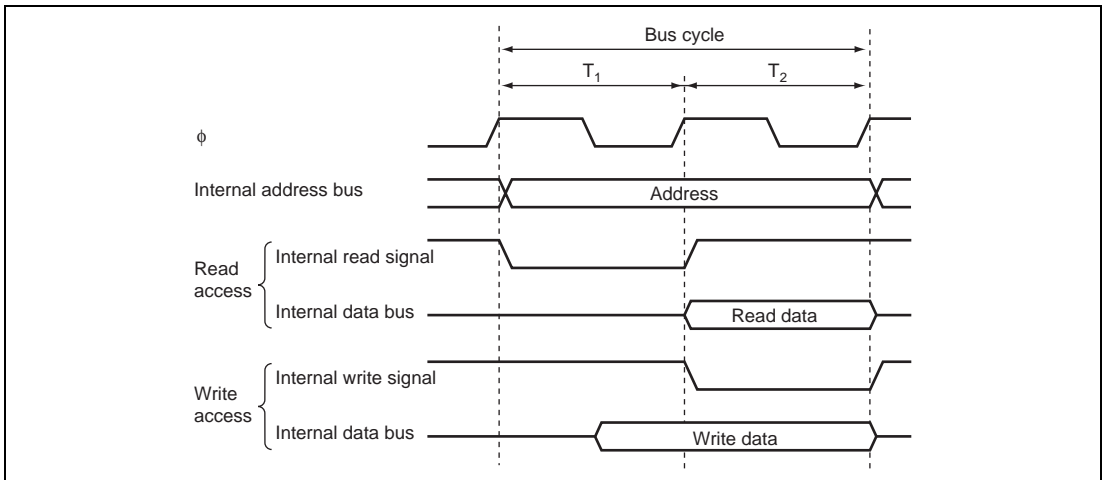 Bus cycle
T1 T2
ϕ
Internal address bus Address
Read access
Internal read signal
Internal data bus Read data
Write access
Internal write signal
Internal data bus Write data